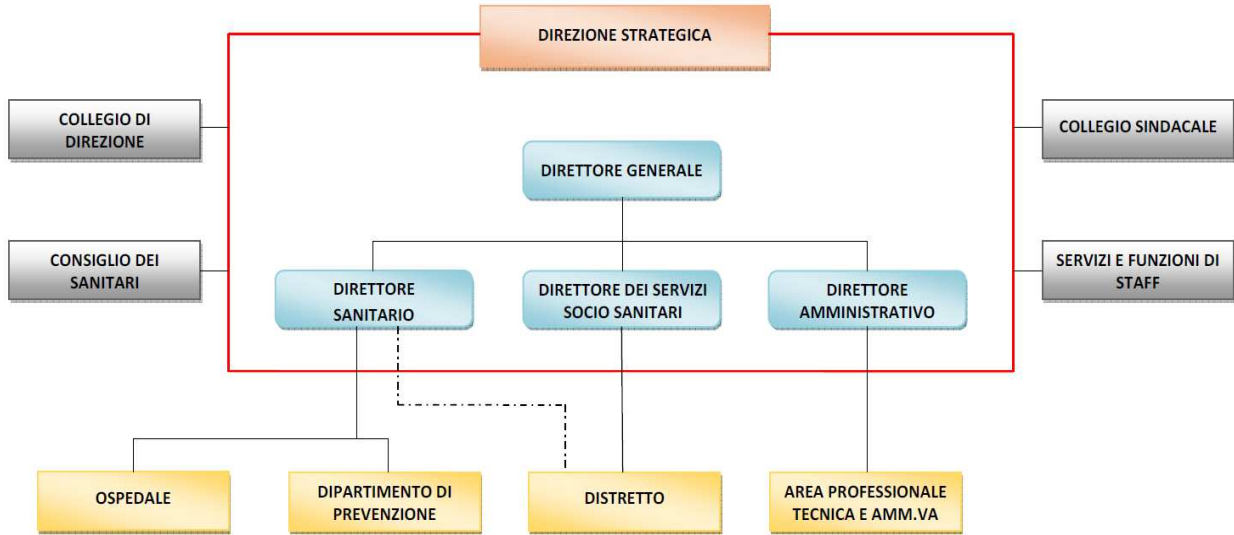 DIREZIONE STRATEGICA
COLLEGIO DI
DIREZIONE
COLLEGIO SINDACALE
DIRETTORE GENERALE
CONSIGLIO DEI
SANITARI
SERVIZI E FUNZIONI DI
STAFF
DIRETTORE
SANITARIO
DIRETTORE DEI SERVIZI
SOCIO SANITARI
DIRETTORE
AMMINISTRATIVO
OSPEDALE
DIPARTIMENTO DI
PREVENZIONE
DISTRETTO
AREA PROFESSIONALE
TECNICA E AMM.VA